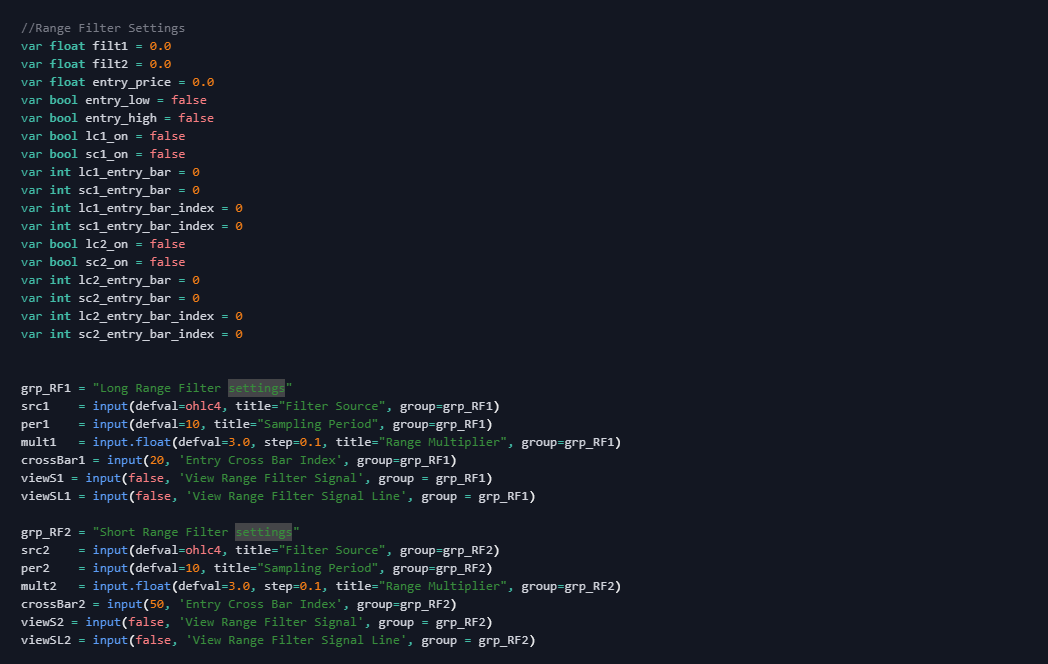 //Range Filter Settings
var float filt1 = 0.0
var float filt2 = 0.0
var float entry_price = 0.0
var bool entry_low = false
var bool entry_high = false
var bool lc1_on = false
var bool sc1_on = false
var int lc1_entry_bar = 0
var int sc1_entry_bar = 0
var int lc1_entry_bar_index = 0
var int sc1_entry_bar_index = 0
var bool lc2_on = false
var bool sc2_on = false
var int lc2_entry_bar = 0
var int sc2_entry_bar = 0
var int lc2_entry_bar_index = 0
var int sc2_entry_bar_index = 0
grp_RF1 = "Long Range Filter settings"
src1    = input(defval=ohlc4, title="Filter Source", group=grp_RF1)
per1    = input(defval=10, title="Sampling Period", group=grp_RF1)
mult1   = input.float(defval=3.0, step=0.1, title="Range Multiplier", group=grp_RF1)
crossBar1 = input(20, 'Entry Cross Bar Index', group=grp_RF1)
viewS1 = input(false, 'View Range Filter Signal', group = grp_RF1)
viewSL1 = input(false, 'View Range Filter Signal Line', group = grp_RF1)
grp_RF2 = "Short Range Filter settings"
src2    = input(defval=ohlc4, title="Filter Source", group=grp_RF2)
per2    = input(defval=10, title="Sampling Period", group=grp_RF2)
mult2   = input.float(defval=3.0, step=0.1, title="Range Multiplier", group=grp_RF2)
crossBar2 = input(50, 'Entry Cross Bar Index', group=grp_RF2)
viewS2 = input(false, 'View Range Filter Signal', group = grp_RF2)
viewSL2 = input(false, 'View Range Filter Signal Line', group = grp_RF2)